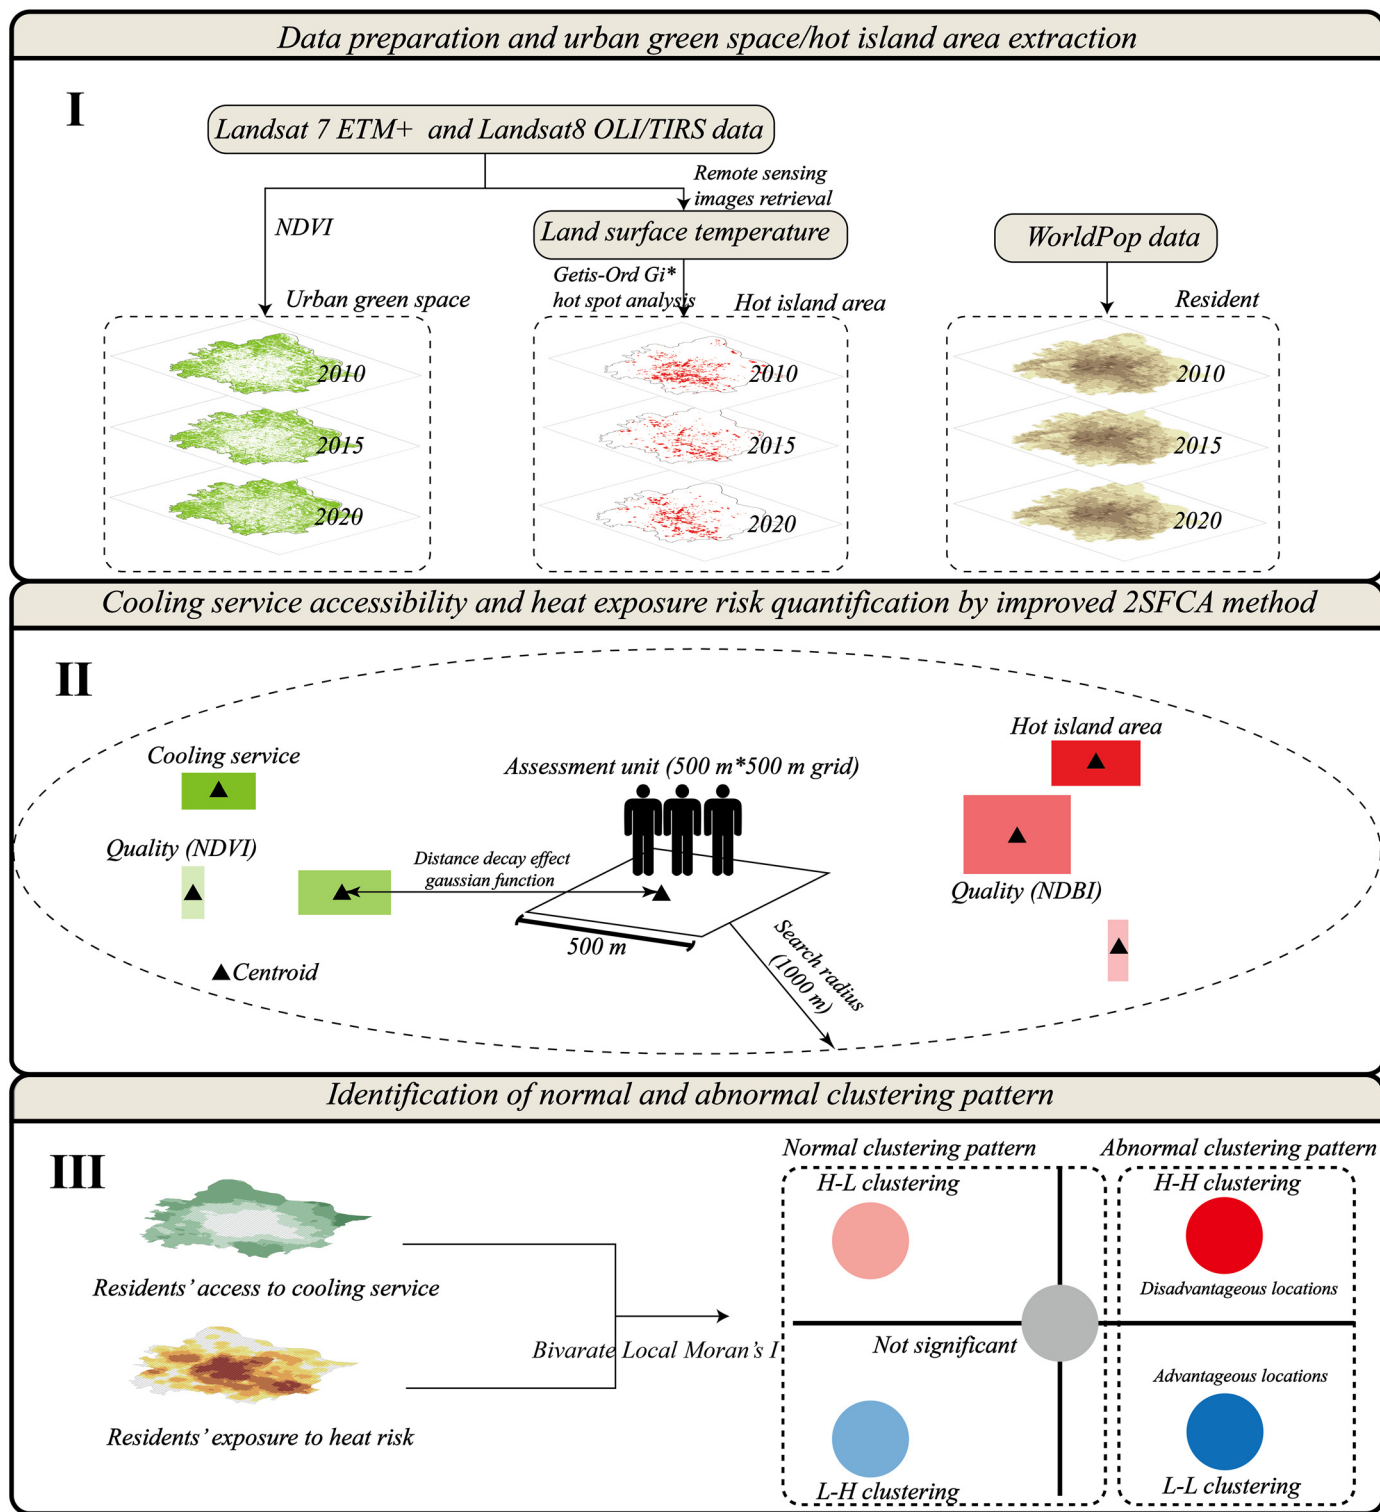 Data preparation and urban green space/hot island area extraction
I
Landsat 7 ETM+ and Landsat8 OLI/TIRS data
Remote sensing
images retrieval
NDVI
Land surface temperature
WorldPop data
Getis-Ord Gi*
hot spot analysis
Urban green space
Hot island area
Resident
2010
2015
2020
2010
2015
2020
2010
2015
2020
Cooling service accessibility and heat exposure risk quantification by improved 2SFCA method
II
Cooling service
Quality (NDVI)
Centroid
Assessment unit (500 m*500 m grid)
Distance decay effect
gaussian function
500 m
Search radius
(1000 m)
Hot island area
Quality (NDBI)
Identification of normal and abnormal clustering pattern
III
Residents' access to cooling service
Residents' exposure to heat risk
Bivarate Local Moran's I
Normal clustering pattern
Abnormal clustering pattern
H-L clustering
H-H clustering
Disadvantageous locations
Not significant
Advantageous locations
L-H clustering
L-L clustering